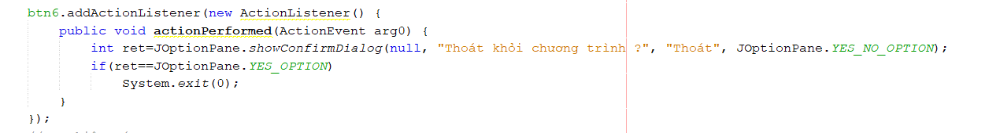 btn6.addActionListener(new ActionListener() {
public void actionPerformed(ActionEvent arg0) {
int ret=JOptionPane.showConfirmDialog(null, "Thoát khỏi chương trình ?", "Thoát", JOptionPane.YES_NO_OPTION);
if(ret==JOptionPane.YES_OPTION)
System.exit(0);
}
});